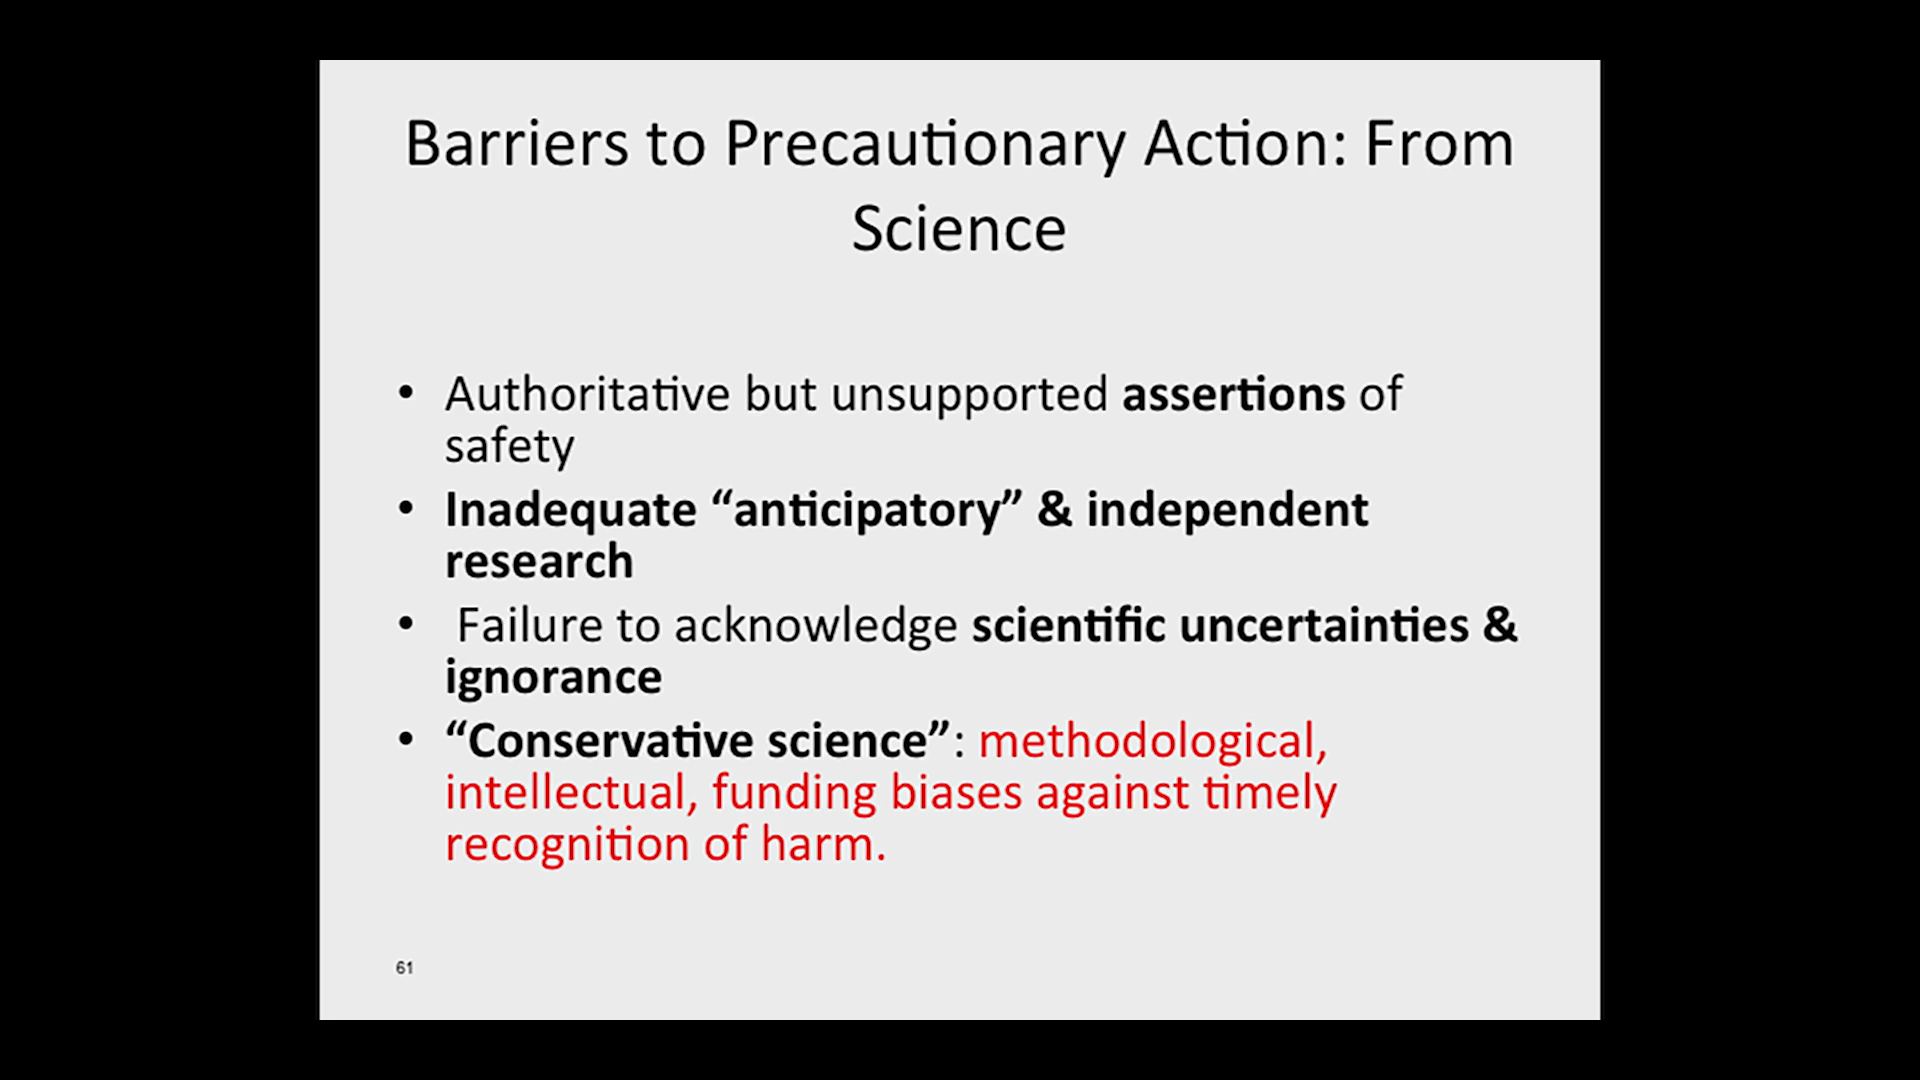 Barriers to Precautionary Action: From
Science
• Authoritative but unsupported assertions of
safety
• Inadequate “anticipatory” & independent
research
• Failure to acknowledge scientific uncertainties &
ignorance
• “Conservative science”: methodological,
intellectual, funding biases against timely
recognition of harm.
61